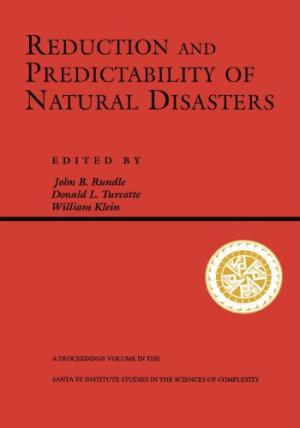 REDUCTION AND
PREDICTABILITY OF
NATURAL DISASTERS
EDITED BY
John B. Rundle
Donald L. Turcotte
William Klein
A PROCEEDINGS VOLUME IN THE
SANTA FE INSTITUTE STUDIES IN THE SCIENCES OF COMPLEXITY